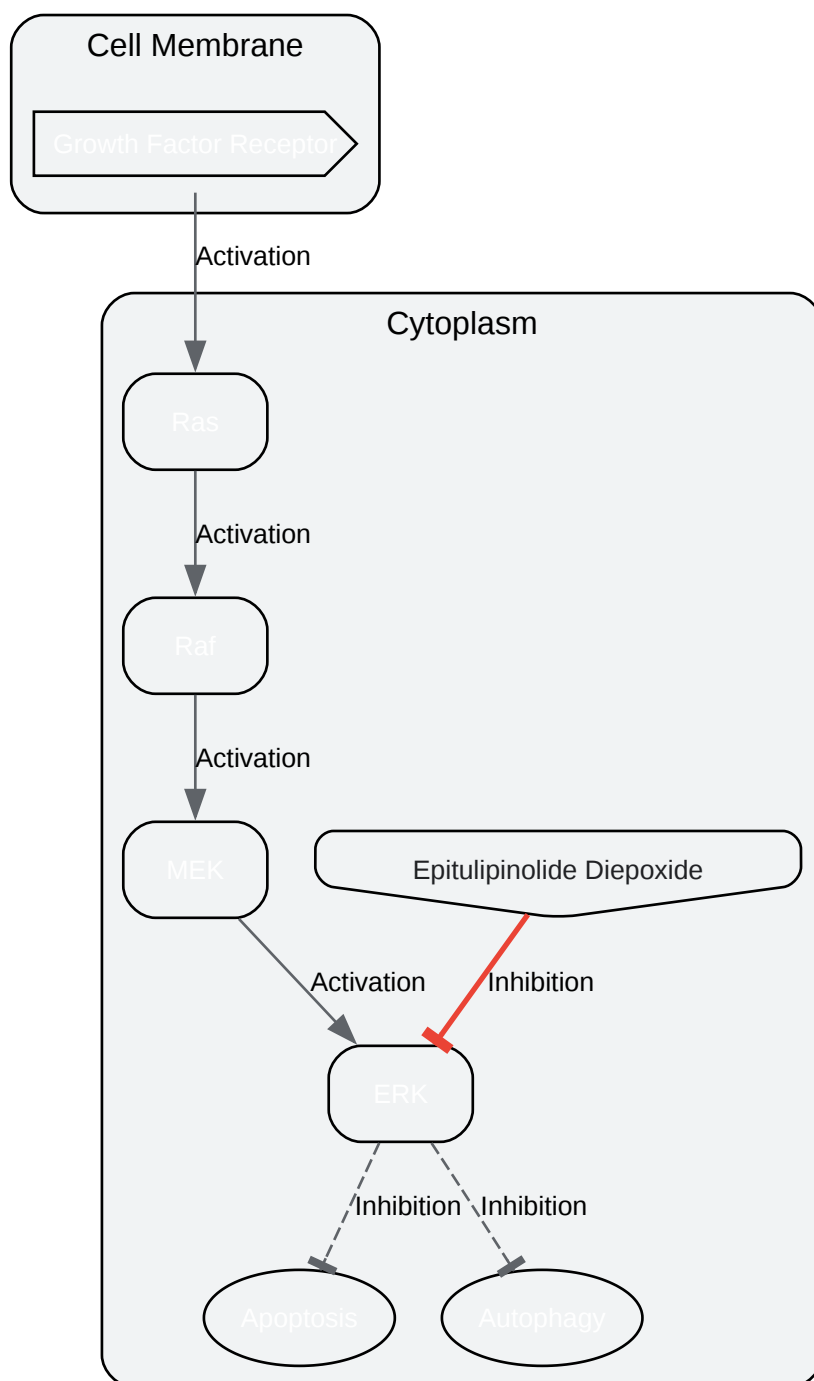 Cell Membrane
Growth Factor Receptor
Activation
Cytoplasm
Ras
Activation
Raf
Activation
MEK
Epitulipinolide Diepoxide
Activation
Inhibition
ERK
Inhibition
Inhibition
Apoptosis
Autophagy